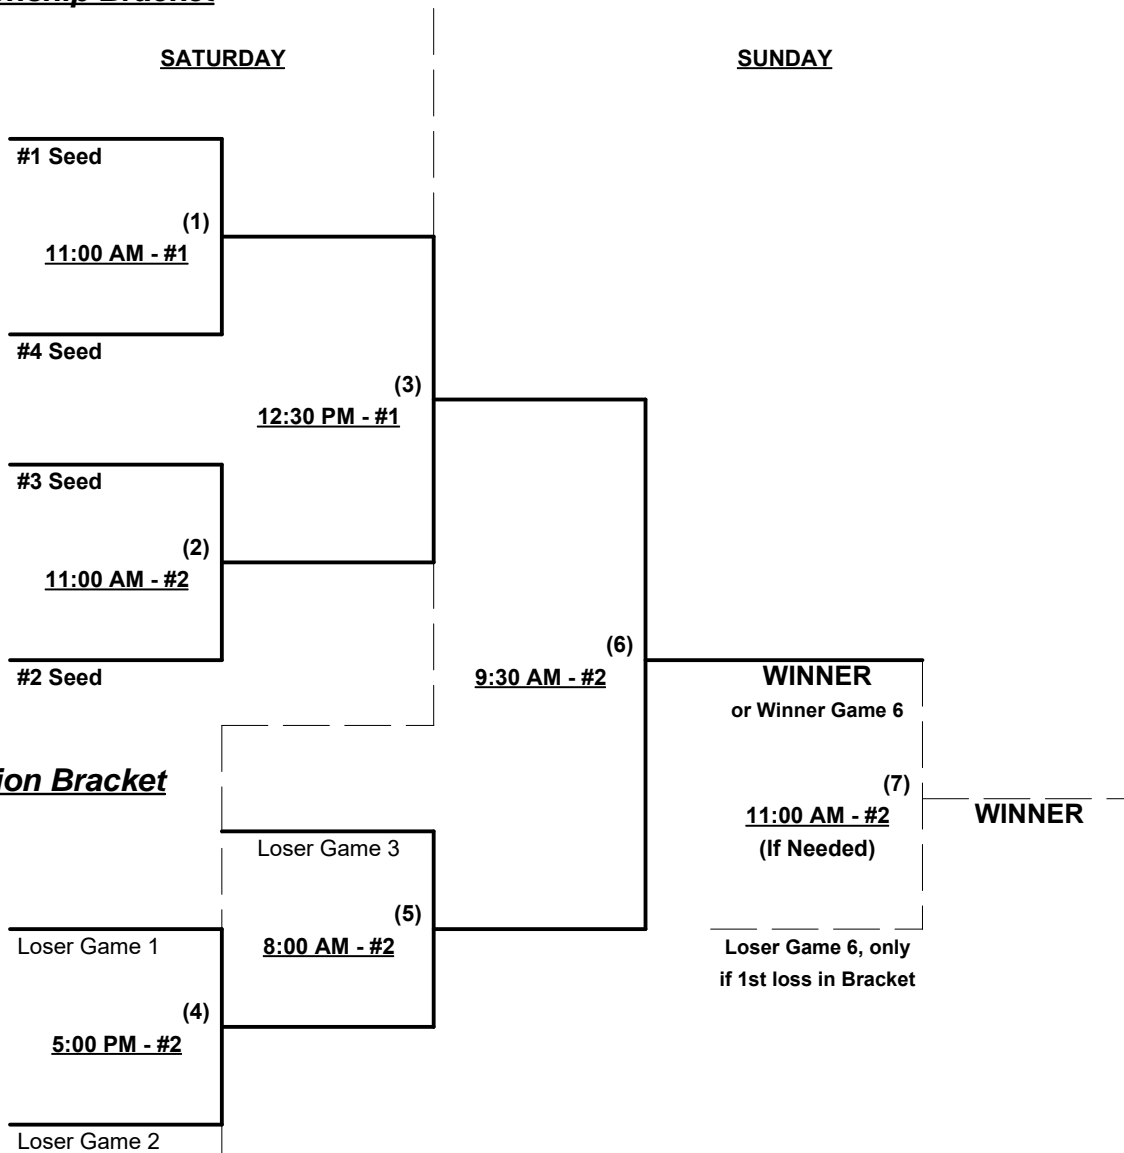 Bracket
SATURDAY
SUNDAY
#1 Seed
(1)
11:00 AM - #1
#4 Seed
(3)
12:30 PM - #1
#3 Seed
(2)
11:00 AM - #2
#2 Seed
(6)
9:30 AM - #2
WINNER
or Winner Game 6
ion Bracket
(7)
11:00 AM - #2
(If Needed)
WINNER
Loser Game 3
(5)
8:00 AM - #2
Loser Game 1
Loser Game 6, only
if 1st loss in Bracket
(4)
5:00 PM - #2
Loser Game 2